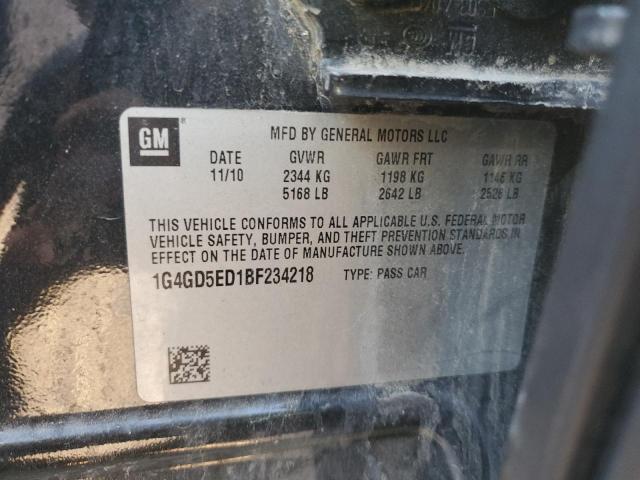 GM
MFD BY GENERAL MOTORS LLC
DATE GVWR GAWR FRT GAWR RR
11/10 2344 KG 1198 KG 1146 KG
5168 LB 2642 LB 2526 LB
THIS VEHICLE CONFORMS TO ALL APPLICABLE U.S. FEDERAL MOTOR
VEHICLE SAFETY, BUMPER, AND THEFT PREVENTION STANDARDS IN
EFFECT ON THE DATE OF MANUFACTURE SHOWN ABOVE.
1G4GD5ED1BF234218 TYPE: PASS CAR